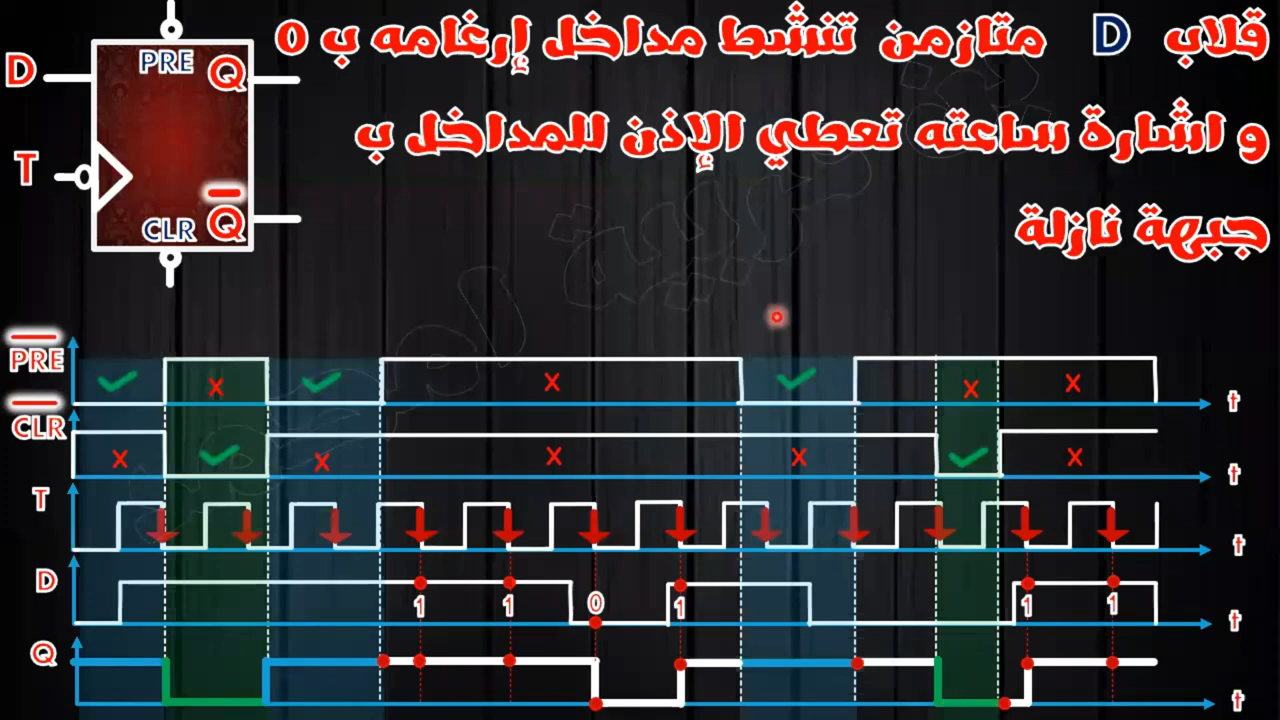 قلاب D متازمن تنشط مداخل إرغامه ب 0
و اشارة ساعته تعطي الإذن للمداخل ب
جبهة نازلة
D
PRE
Q
T
CLR
Q
PRE
X
X
X
X
t
CLR
X
X
X
X
X
t
T
t
D
1
1
0
1
1
1
t
Q
t